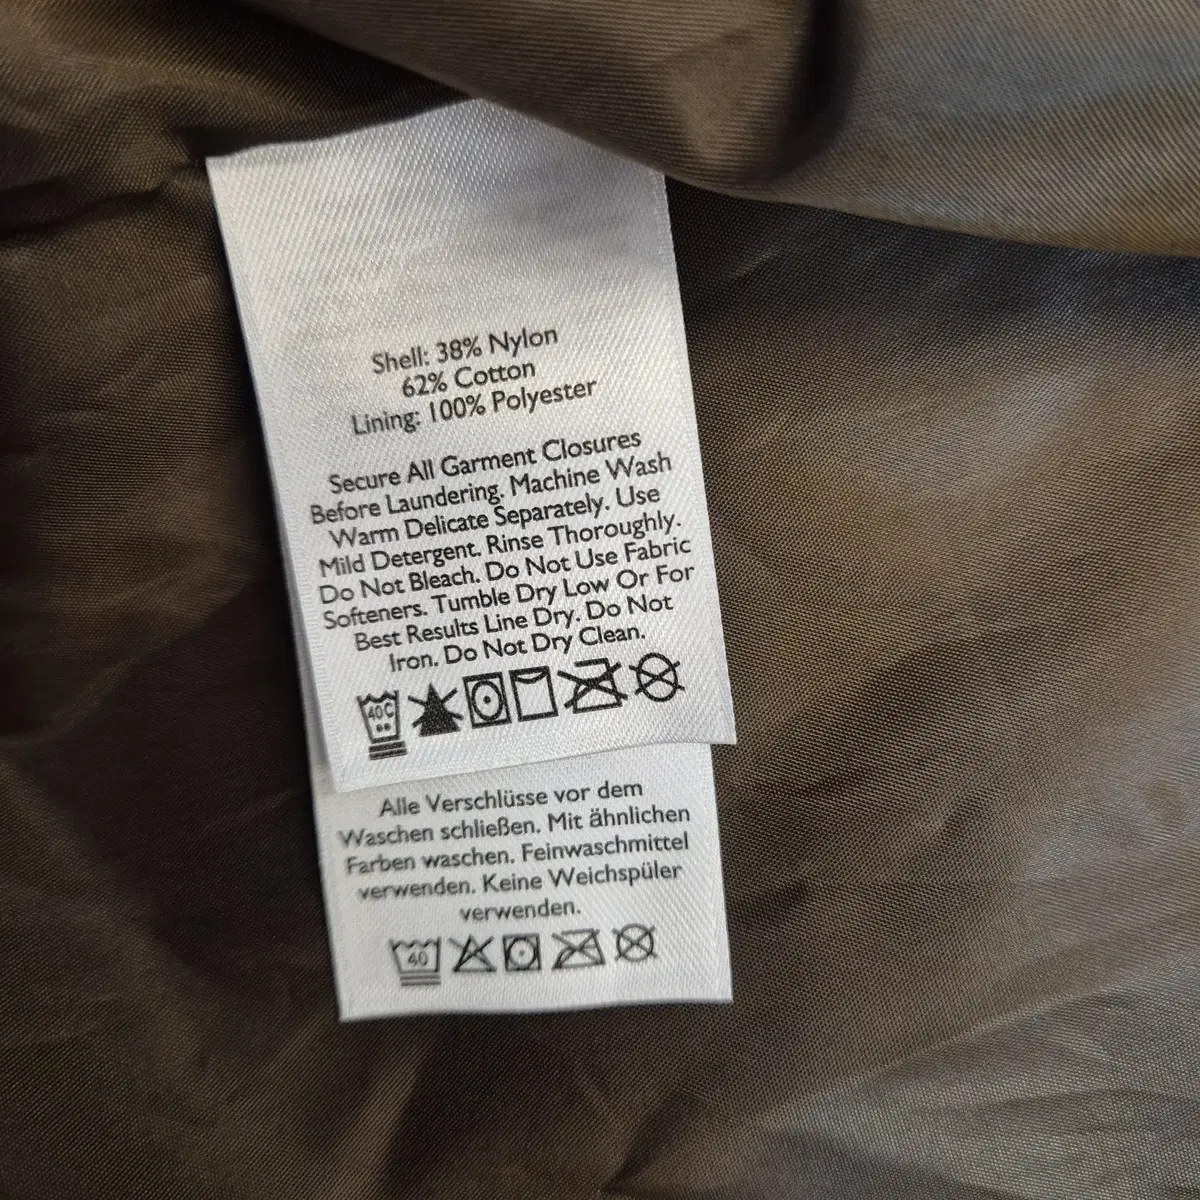 Shell: 38% Nylon
62% Cotton
Lining: 100% Polyester
Secure All Garment Closures
Before Laundering. Machine Wash
Warm Delicate Separately. Use
Mild Detergent. Rinse Thoroughly.
Do Not Bleach. Do Not Use Fabric
Softeners. Tumble Dry Low Or For
Best Results Line Dry. Do Not
Iron. Do Not Dry Clean.
40C
Alle Verschlüsse vor dem
Waschen schließen. Mit ähnlichen
Farben waschen. Feinwaschmittel
verwenden. Keine Weichspüler
verwenden.
40